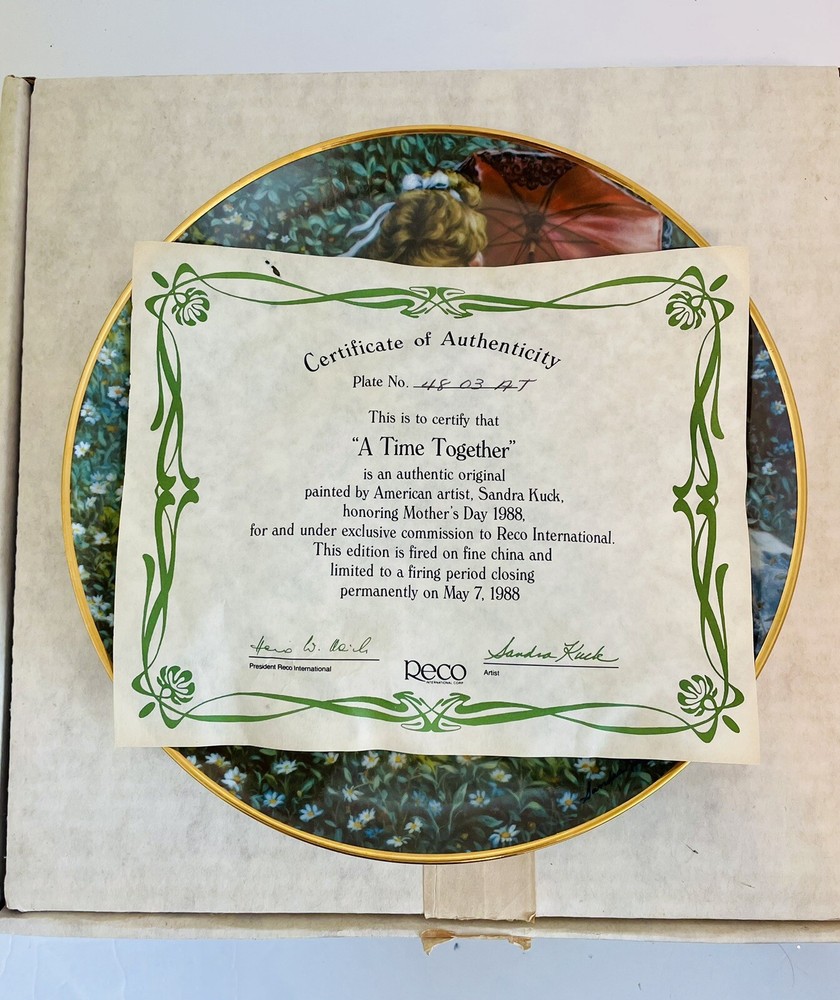 Certificate of Authenticity
Plate No. 48 03 AT
This is to certify that
“A Time Together”
is an authentic original
painted by American artist, Sandra Kuck,
honoring Mother's Day 1988,
for and under exclusive commission to Reco International.
This edition is fired on fine china and
limited to a firing period closing
permanently on May 7, 1988
Sandra Kuck
President Reco International
Reco
INTERNATIONAL CORP.
Artist